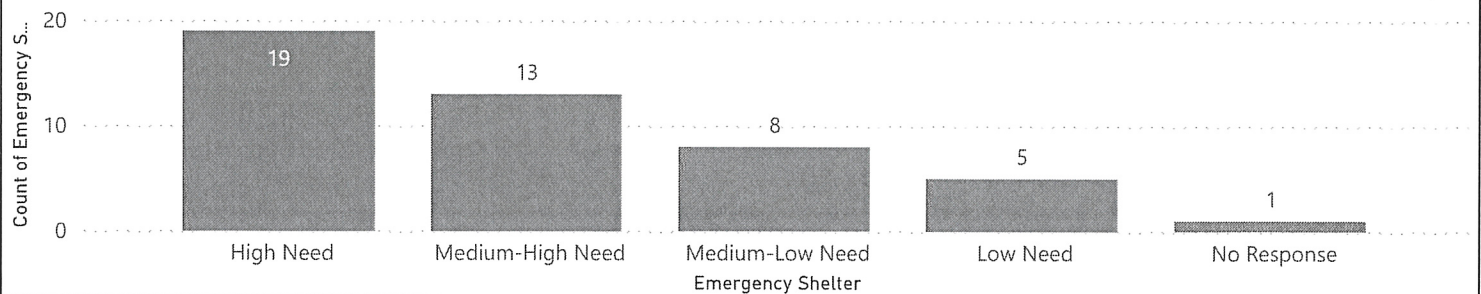 Count of Emergency S...
20
10
0
19
13
8
5
1
High Need
Medium-High Need
Medium-Low Need
Low Need
No Response
Emergency Shelter